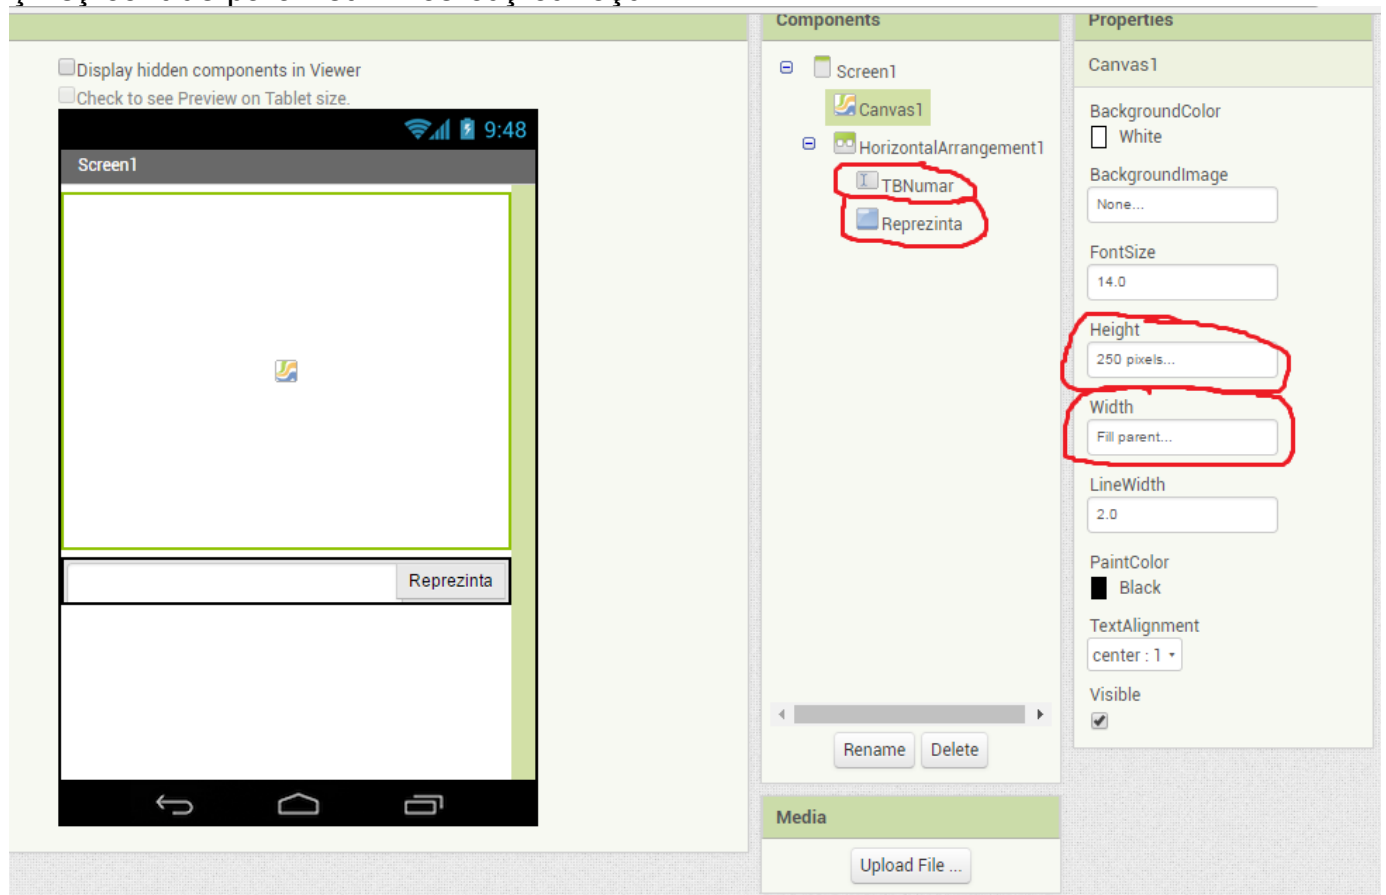 Components
Properties
Display hidden components in Viewer
Check to see Preview on Tablet size.
9:48
Screen1
Reprezinta
Screen1
Canvas1
HorizontalArrangement1
TBNumar
Reprezinta
Rename
Delete
Media
Upload File ...
Canvas1
BackgroundColor
White
BackgroundImage
None...
FontSize
14.0
Height
250 pixels...
Width
Fill parent...
LineWidth
2.0
PaintColor
Black
TextAlignment
center : 1
Visible